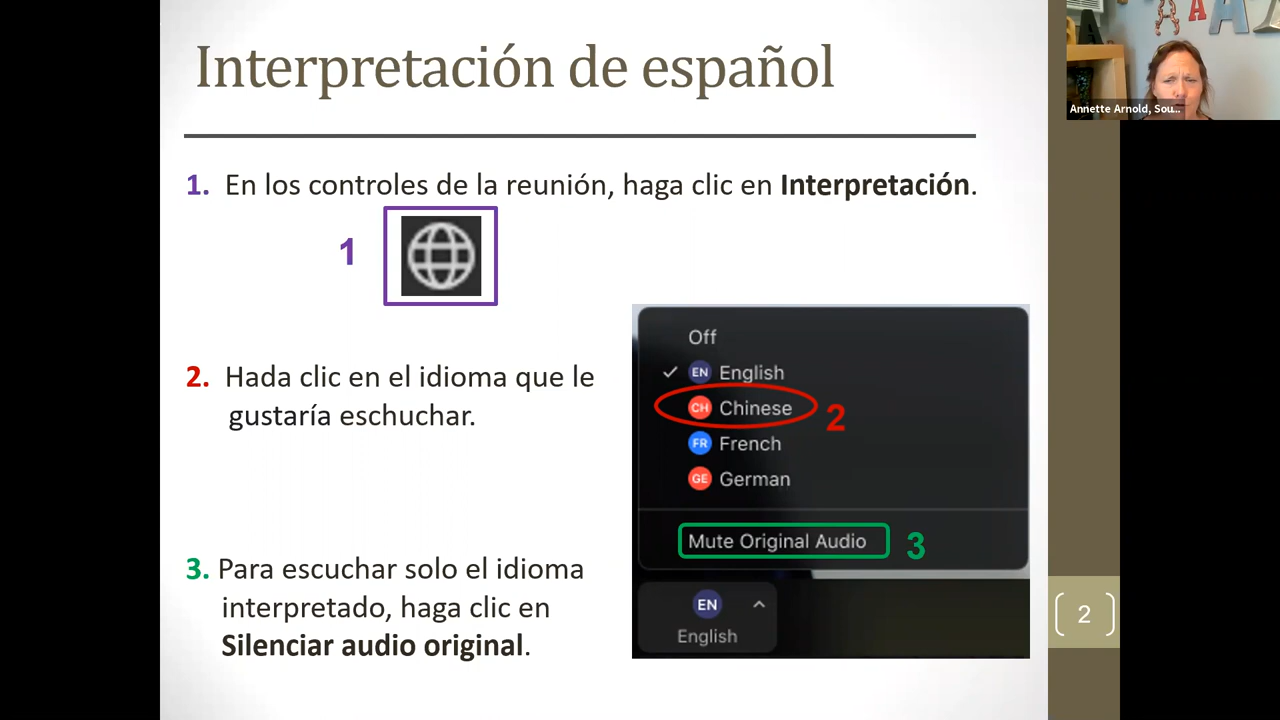 Interpretación de español
1. En los controles de la reunión, haga clic en Interpretación.
1
2. Hada clic en el idioma que le
gustaría eschuchar.
3. Para escuchar solo el idioma
interpretado, haga clic en
Silenciar audio original.
Off
EN English
CH Chinese
2
FR French
GE German
Mute Original Audio
3
EN
English
2
Annette Arnold, Sou...